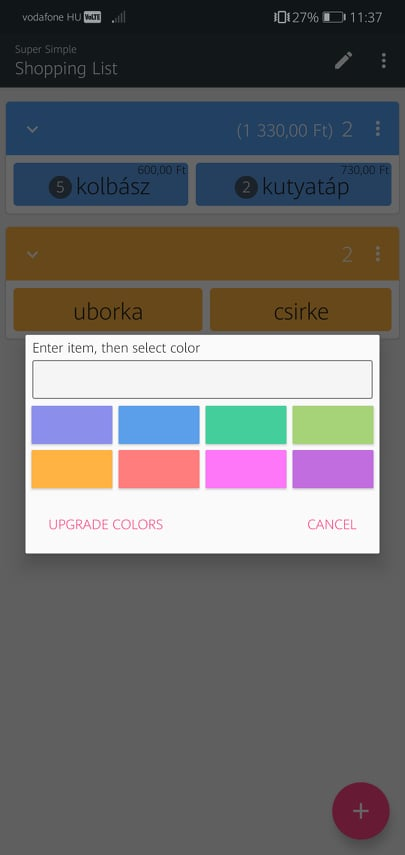 vodafone HU VoLTE 27% 11:37
Super Simple
Shopping List
(1 330,00 Ft) 2
600,00 Ft 730,00 Ft
5 kolbász 2 kutyatáp
2
uborka csirke
Enter item, then select color
UPGRADE COLORS CANCEL
+